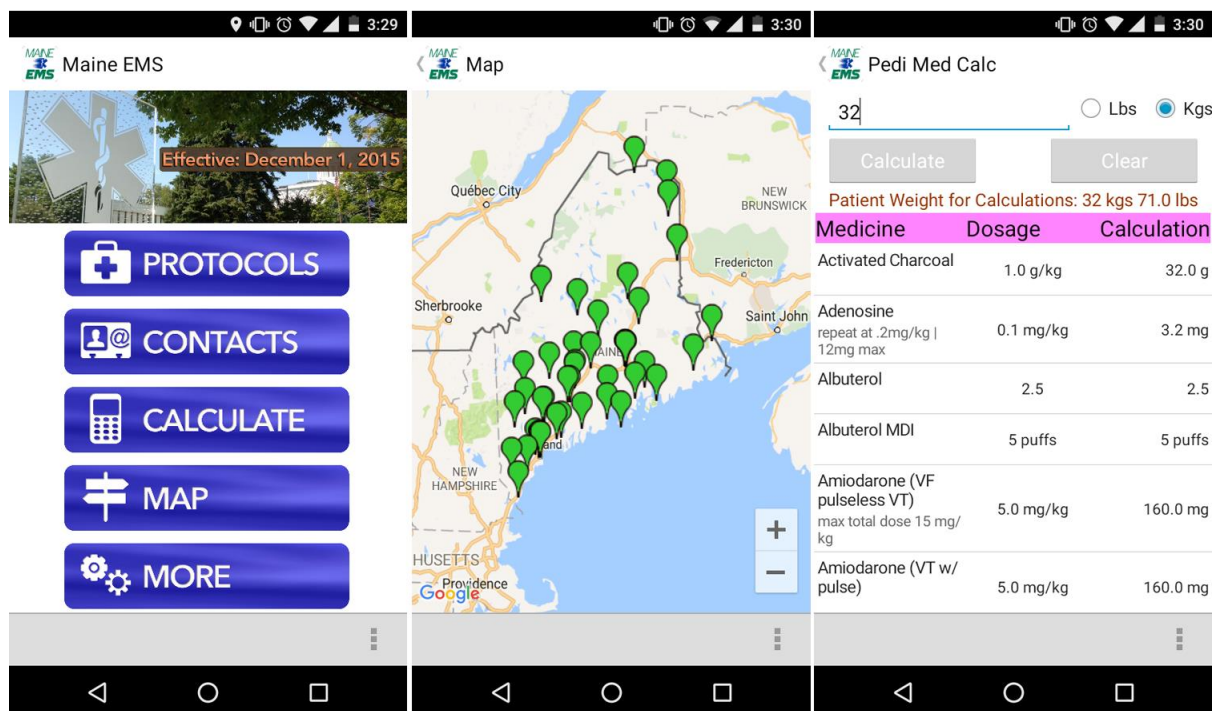 3:29
MAINE
EMS
Maine EMS
Effective: December 1, 2015
PROTOCOLS
CONTACTS
CALCULATE
MAP
MORE
3:30
MAINE
EMS
Map
Québec City
NEW
BRUNSWICK
Fredericton
Sherbrooke
Saint John
MAINE
and
NEW
HAMPSHIRE
HUSETTS
Providence
Google
+
−
3:30
MAINE
EMS
Pedi Med Calc
32
Lbs
Kgs
Calculate
Clear
Patient Weight for Calculations: 32 kgs 71.0 lbs
Medicine Dosage Calculation
Activated Charcoal 1.0 g/kg 32.0 g
Adenosine
repeat at .2mg/kg | 0.1 mg/kg 3.2 mg
12mg max
Albuterol 2.5 2.5
Albuterol MDI 5 puffs 5 puffs
Amiodarone (VF
pulseless VT) 5.0 mg/kg 160.0 mg
max total dose 15 mg/
kg
Amiodarone (VT w/
pulse) 5.0 mg/kg 160.0 mg